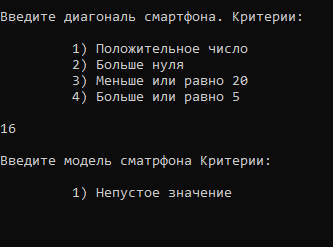 Введите диагональ смартфона. Критерии:
1) Положительное число
2) Больше нуля
3) Меньше или равно 20
4) Больше или равно 5
16
Введите модель сматрфона Критерии:
1) Непустое значение